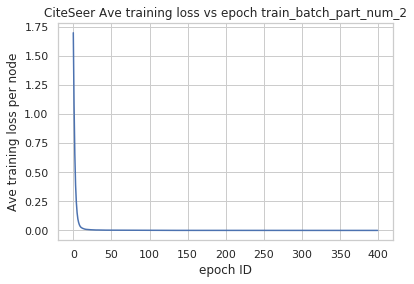 CiteSeer Ave training loss vs epoch train_batch_part_num_2
Ave training loss per node
1.75
1.50
1.25
1.00
0.75
0.50
0.25
0.00
0 50 100 150 200 250 300 350 400
epoch ID